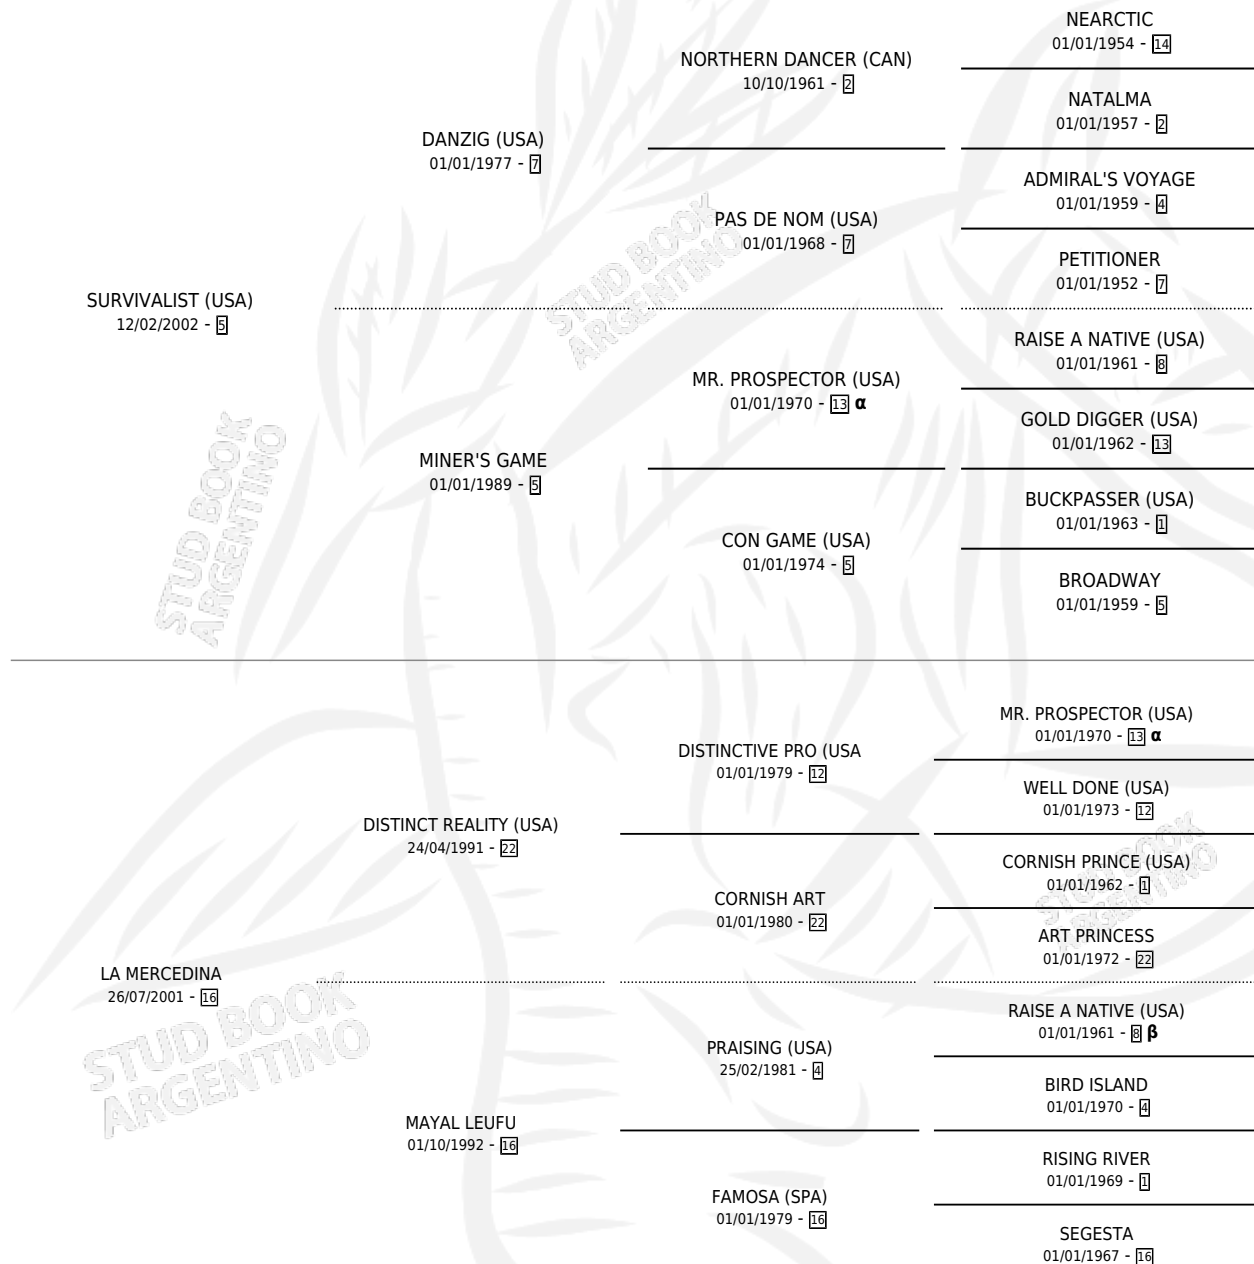 NEARCTIC
01/01/1954 - 14
NORTHERN DANCER (CAN)
10/10/1961 - 2
NATALMA
01/01/1957 - 2
DANZIG (USA)
01/01/1977 - 7
ADMIRAL'S VOYAGE
01/01/1959 - 4
PAS DE NOM (USA)
01/01/1968 - 7
PETITIONER
01/01/1952 - 7
SURVIVALIST (USA)
12/02/2002 - 5
RAISE A NATIVE (USA)
01/01/1961 - 8
MR. PROSPECTOR (USA)
01/01/1970 - 13 α
GOLD DIGGER (USA)
01/01/1962 - 13
MINER'S GAME
01/01/1989 - 5
BUCKPASSER (USA)
01/01/1963 - 1
CON GAME (USA)
01/01/1974 - 5
BROADWAY
01/01/1959 - 5
MR. PROSPECTOR (USA)
01/01/1970 - 13 α
DISTINCTIVE PRO (USA
01/01/1979 - 12
WELL DONE (USA)
01/01/1973 - 12
DISTINCT REALITY (USA)
24/04/1991 - 22
CORNISH PRINCE (USA)
01/01/1962 - 1
CORNISH ART
01/01/1980 - 22
ART PRINCESS
01/01/1972 - 22
LA MERCEDINA
26/07/2001 - 16
RAISE A NATIVE (USA)
01/01/1961 - 8 β
PRAISING (USA)
25/02/1981 - 4
BIRD ISLAND
01/01/1970 - 4
MAYAL LEUFU
01/10/1992 - 16
RISING RIVER
01/01/1969 - 1
FAMOSA (SPA)
01/01/1979 - 16
SEGESTA
01/01/1967 - 16
STUD BOOK
ARGENTINO
STUD BOOK
ARGENTINO
STUD BOOK
ARGENTINO
STUD BOOK
ARGENTINO